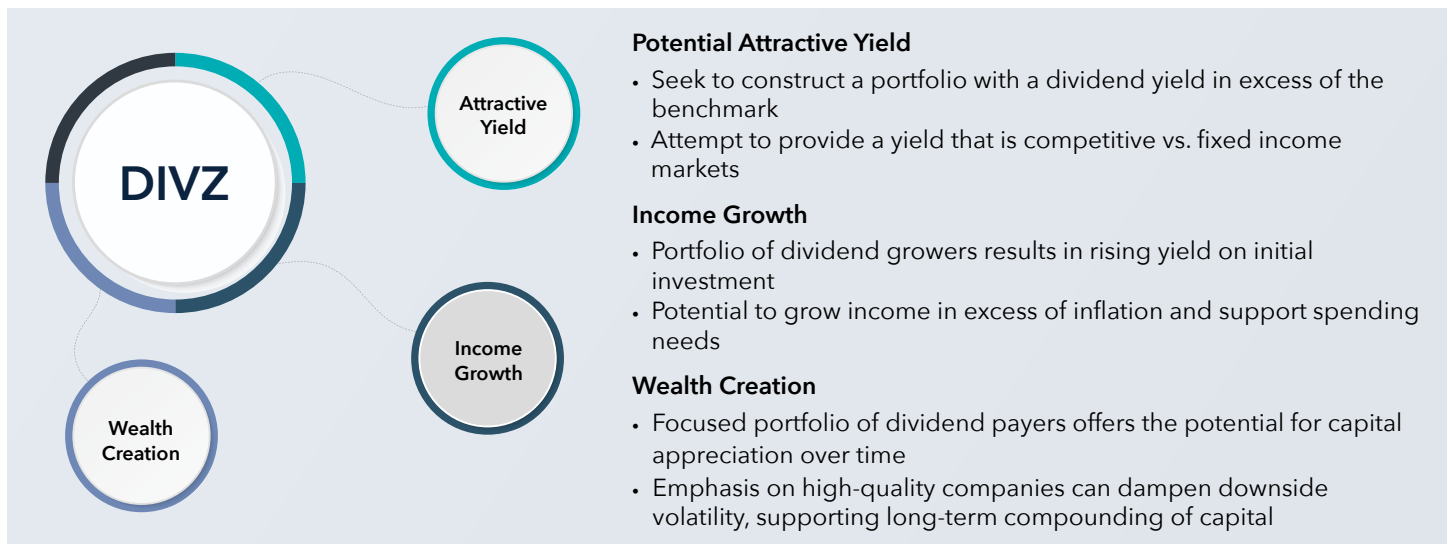 DIVZ
Attractive
Yield
Income
Growth
Wealth
Creation
Potential Attractive Yield
• Seek to construct a portfolio with a dividend yield in excess of the
benchmark
• Attempt to provide a yield that is competitive vs. fixed income
markets
Income Growth
• Portfolio of dividend growers results in rising yield on initial
investment
• Potential to grow income in excess of inflation and support spending
needs
Wealth Creation
• Focused portfolio of dividend payers offers the potential for capital
appreciation over time
• Emphasis on high-quality companies can dampen downside
volatility, supporting long-term compounding of capital